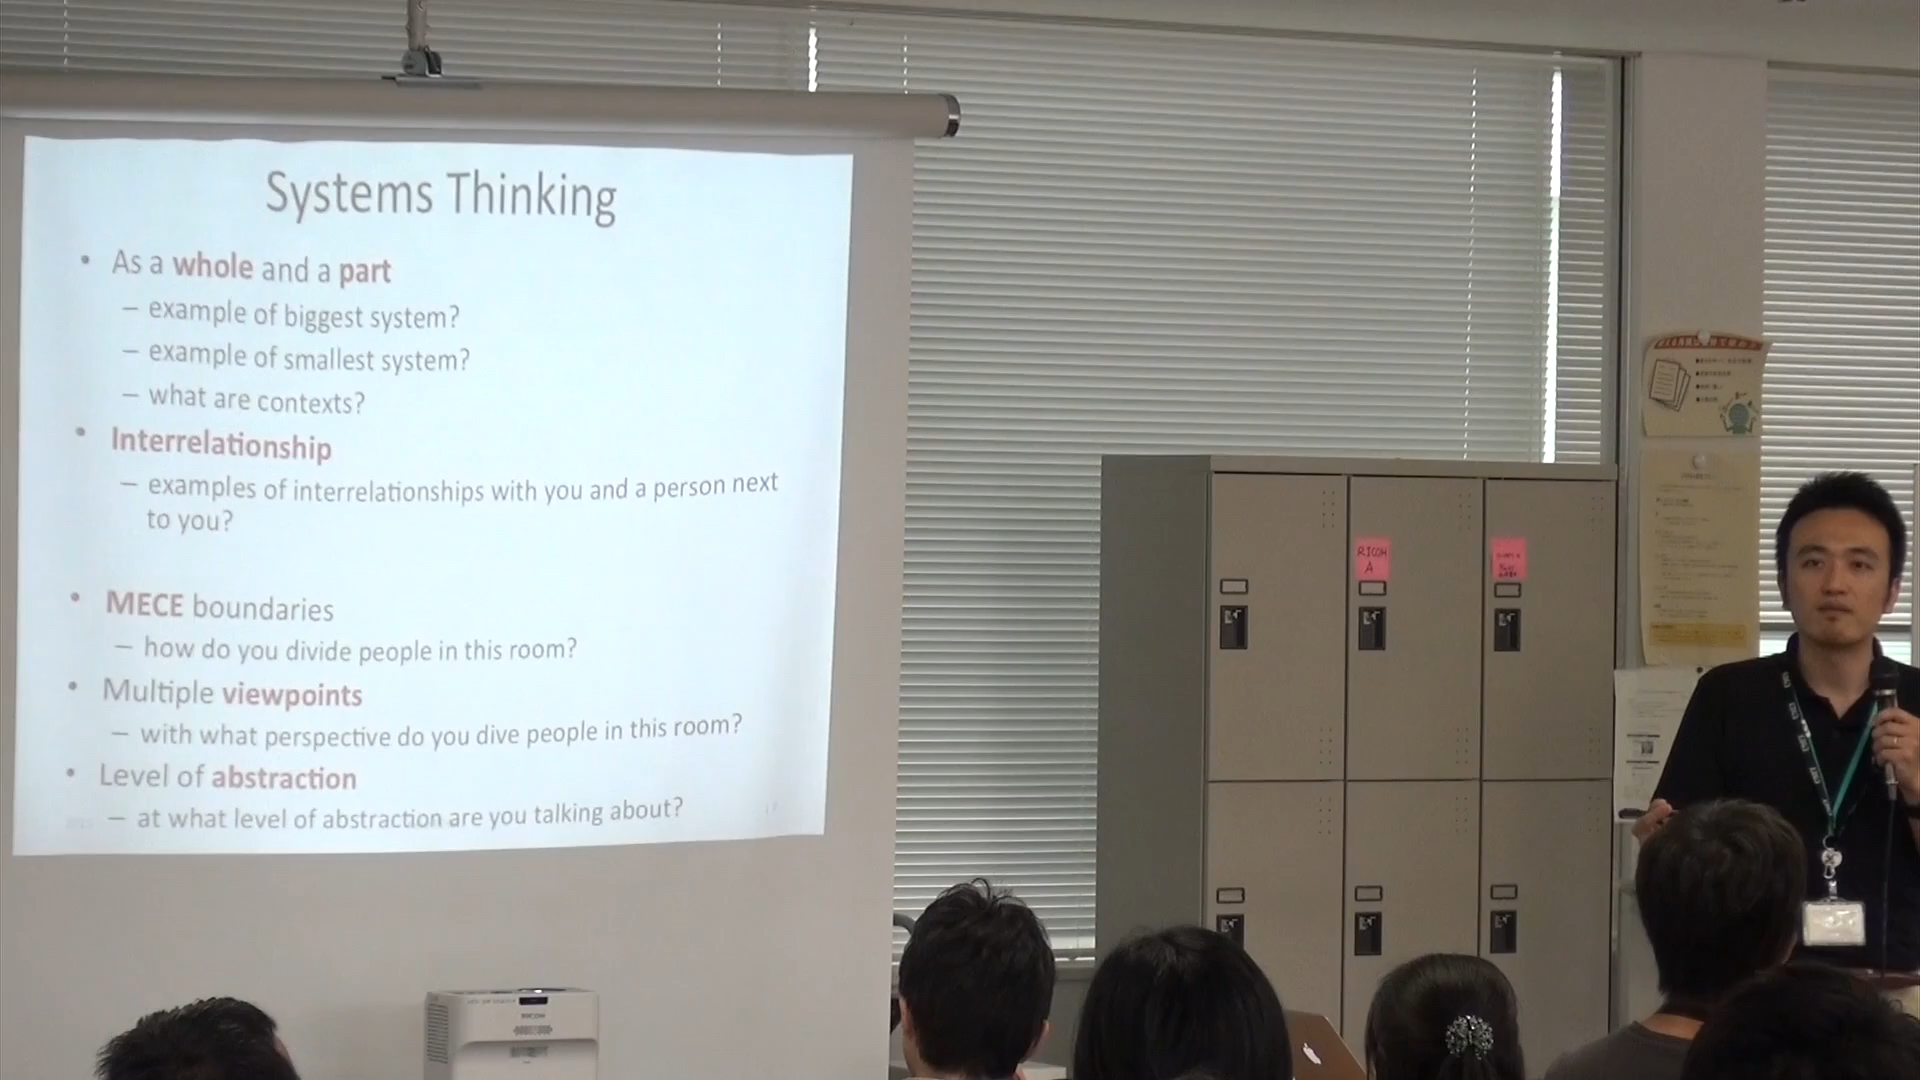 Systems Thinking
• As a whole and a part
– example of biggest system?
– example of smallest system?
– what are contexts?
• Interrelationship
– examples of interrelationships with you and a person next
to you?
• MECE boundaries
– how do you divide people in this room?
• Multiple viewpoints
– with what perspective do you dive people in this room?
• Level of abstraction
– at what level of abstraction are you talking about?
RICOH
A
RICOH